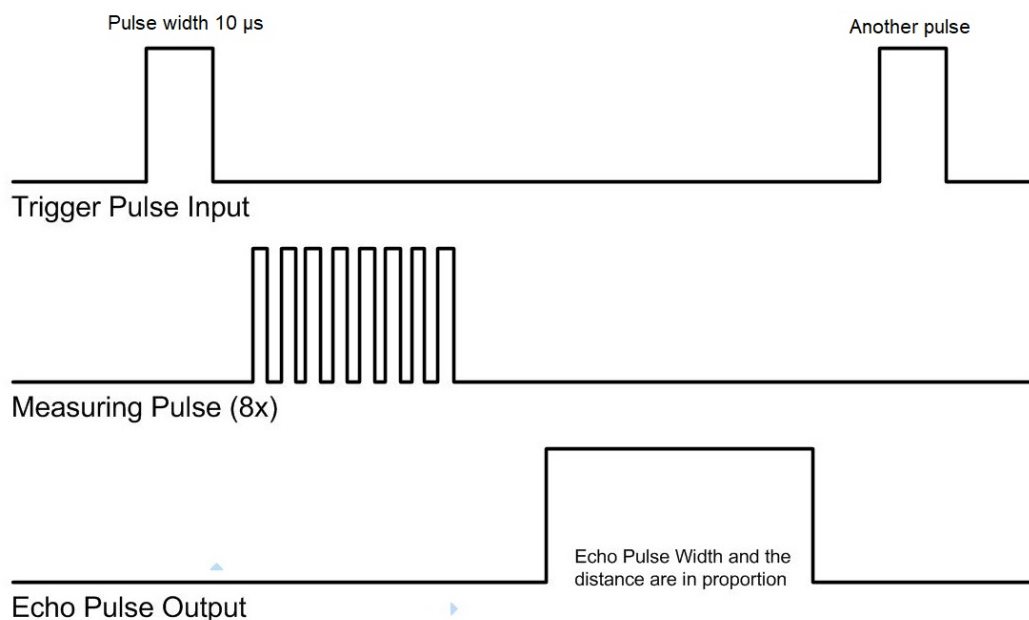 Pulse width 10 µs
Another pulse
Trigger Pulse Input
Measuring Pulse (8x)
Echo Pulse Width and the
distance are in proportion
Echo Pulse Output